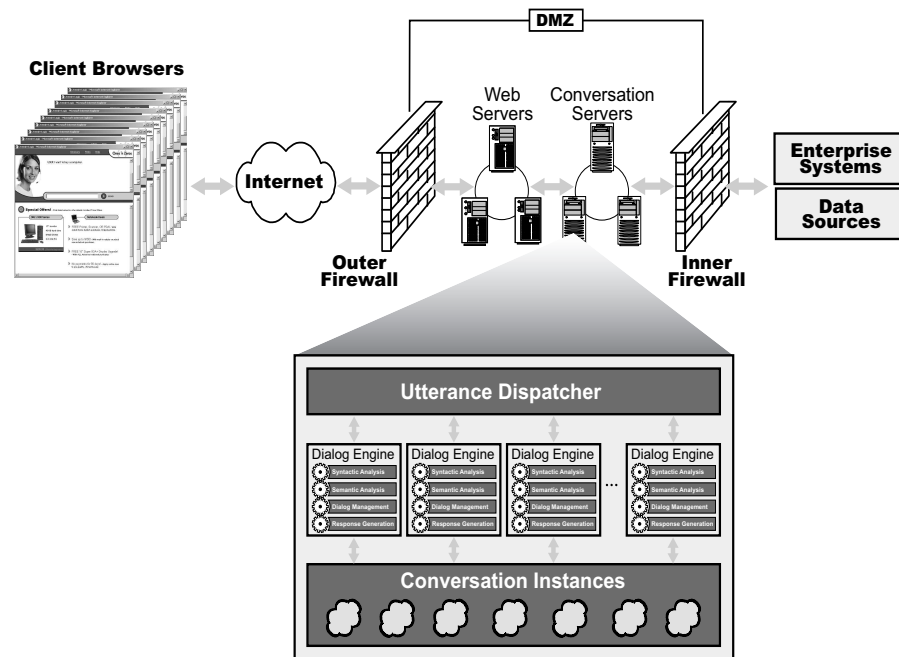 DMZ
Client Browsers
Web
Servers
Conversation
Servers
Internet
Enterprise
Systems
Data
Sources
Outer
Firewall
Inner
Firewall
Special Offer!
Utterance Dispatcher
Dialog Engine
Syntactic Analysis
Semantic Analysis
Dialog Management
Response Generation
Dialog Engine
Syntactic Analysis
Semantic Analysis
Dialog Management
Response Generation
Dialog Engine
Syntactic Analysis
Semantic Analysis
Dialog Management
Response Generation
...
Dialog Engine
Syntactic Analysis
Semantic Analysis
Dialog Management
Response Generation
Conversation Instances